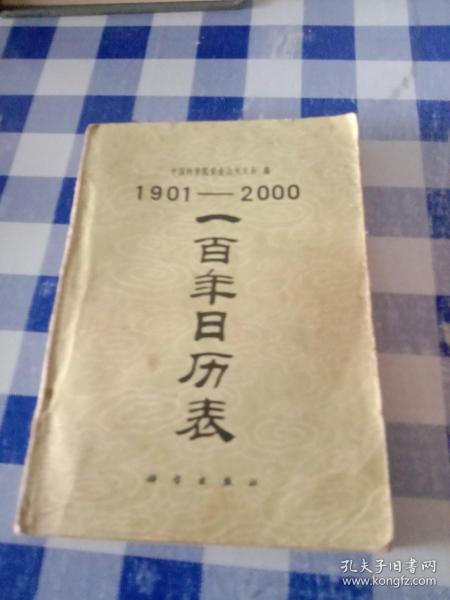 中国科学院紫金山天文台 编
1901—2000
一百年日历表
科学出版社
孔夫子旧书网
www.kongfz.com